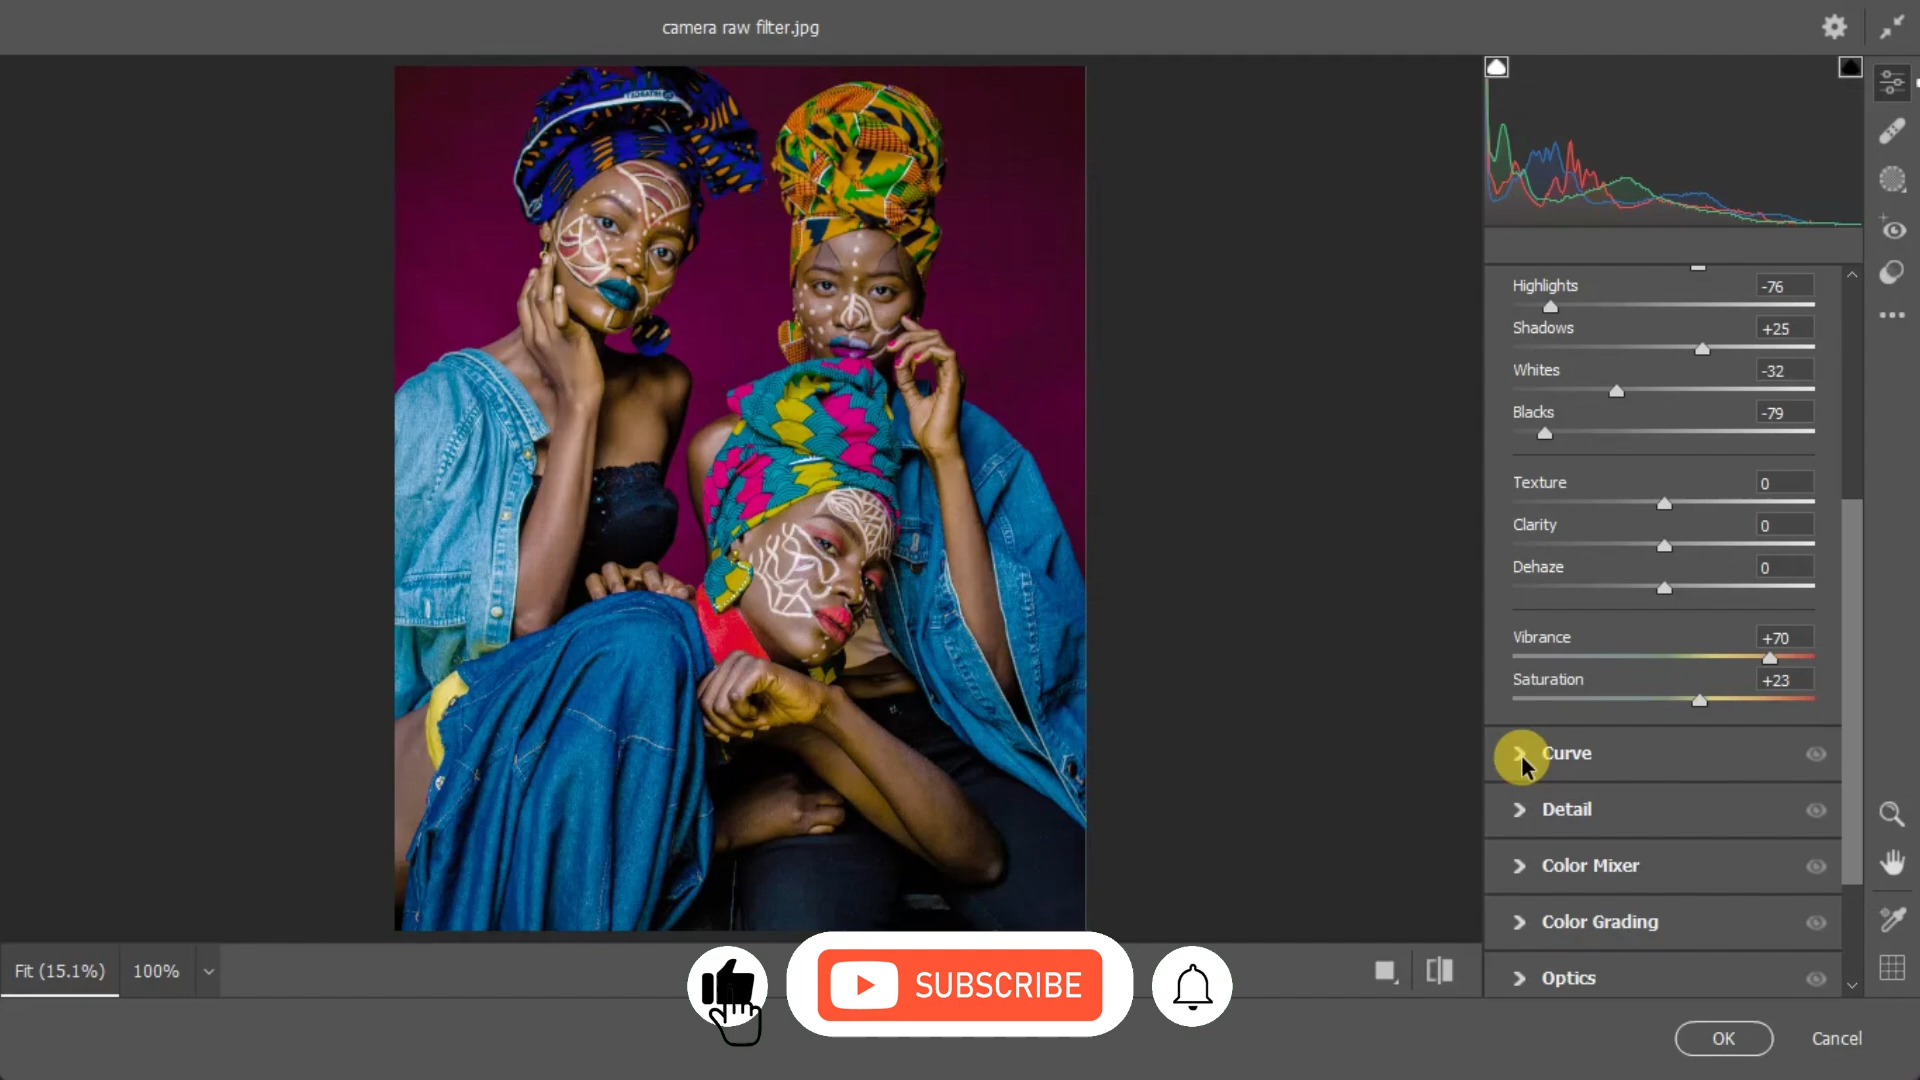 camera raw filter.jpg
Highlights -76
Shadows +25
Whites -32
Blacks -79
Texture 0
Clarity 0
Dehaze 0
Vibrance +70
Saturation +23
Curve
Detail
Color Mixer
Color Grading
Optics
Fit (15.1%) 100%
SUBSCRIBE
OK Cancel